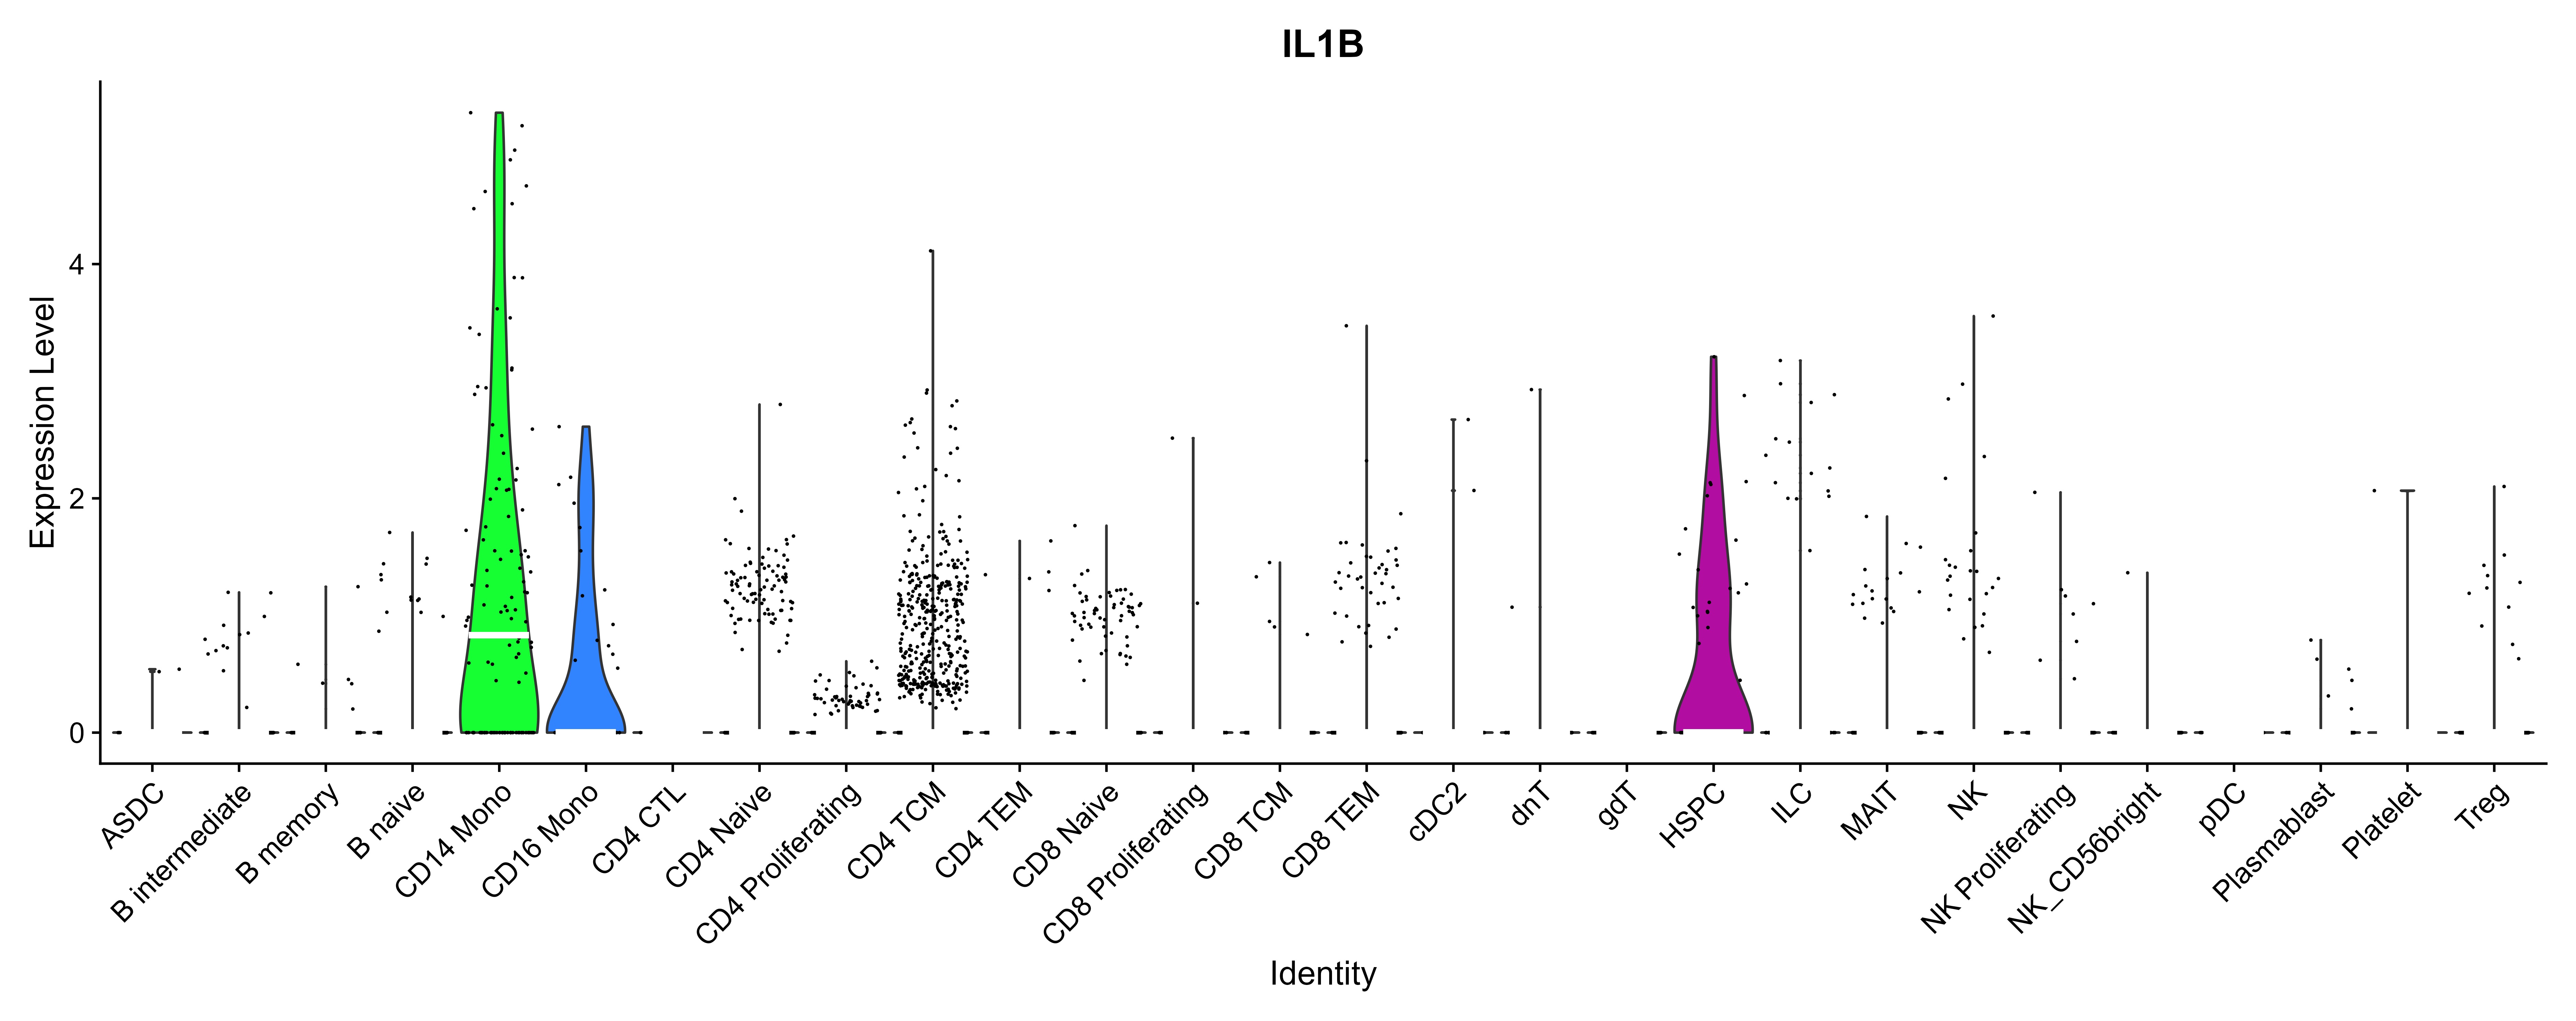 IL1B
Expression Level
4
2
0
ASDC
B intermediate
B memory
B naive
CD14 Mono
CD16 Mono
CD4 CTL
CD4 Naive
CD4 Proliferating
CD4 TCM
CD4 TEM
CD8 Naive
CD8 Proliferating
CD8 TCM
CD8 TEM
cDC2
dnT
gdT
HSPC
ILC
MAIT
NK
NK Proliferating
NK_CD56bright
pDC
Plasmablast
Platelet
Treg
Identity